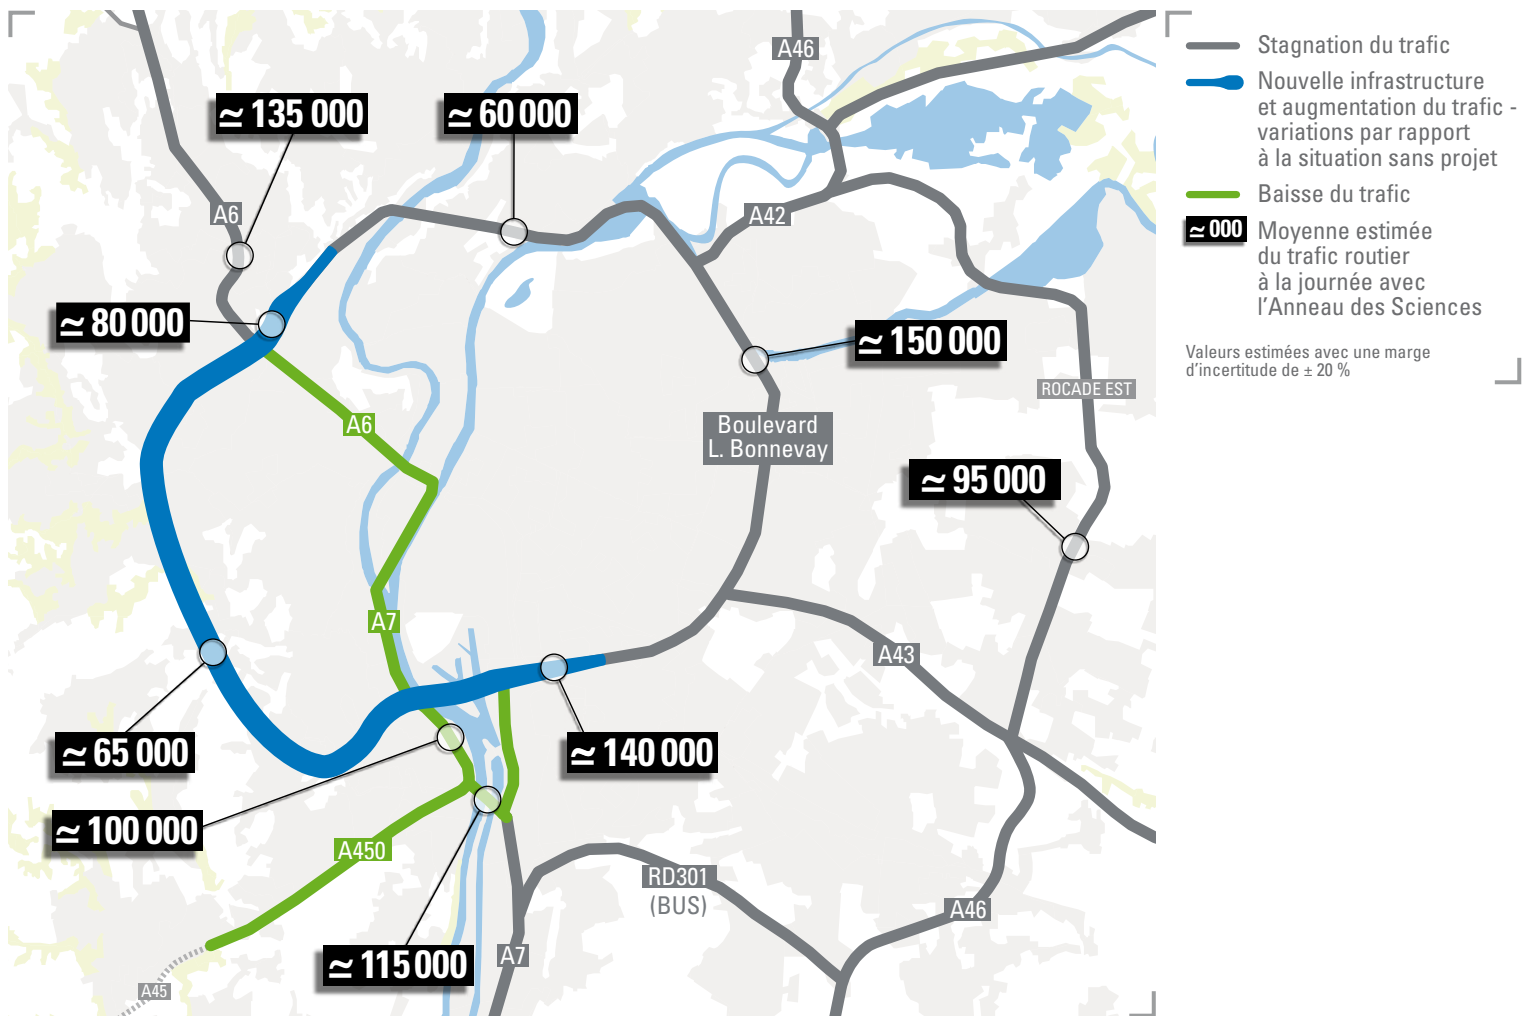 A46
≃ 135 000
≃ 60 000
A6
A42
≃ 80 000
≃ 150 000
ROCADE EST
A6
Boulevard
L. Bonnevay
≃ 95 000
A7
A43
≃ 65 000
≃ 140 000
≃ 100 000
A450
RD301
(BUS)
A46
≃ 115 000
A7
A45
Stagnation du trafic
Nouvelle infrastructure
et augmentation du trafic -
variations par rapport
à la situation sans projet
Baisse du trafic
≃ 000
Moyenne estimée
du trafic routier
à la journée avec
l'Anneau des Sciences
Valeurs estimées avec une marge
d'incertitude de ± 20 %